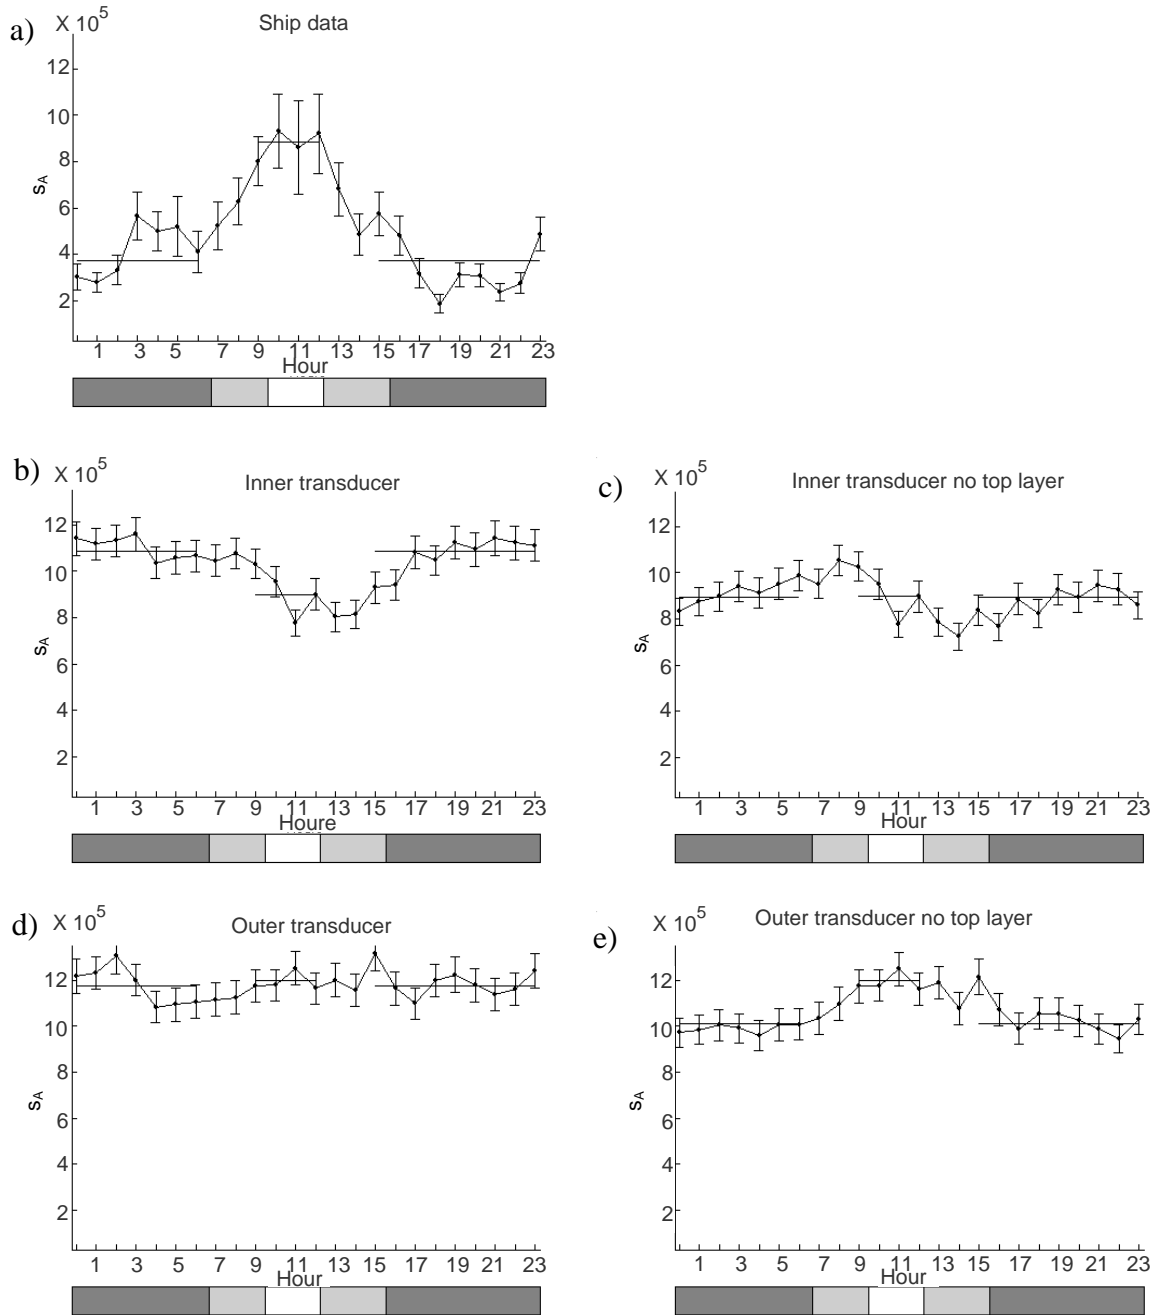 a)
X 10^5
Ship data
12
10
8
6
4
2
s_A
1 3 5 7 9 11 13 15 17 19 21 23
Hour
b)
X 10^5
Inner transducer
12
10
8
6
4
2
s_A
1 3 5 7 9 11 13 15 17 19 21 23
Houre
c)
X 10^5
Inner transducer no top layer
12
10
8
6
4
2
s_A
1 3 5 7 9 11 13 15 17 19 21 23
Hour
d)
X 10^5
Outer transducer
12
10
8
6
4
2
s_A
1 3 5 7 9 11 13 15 17 19 21 23
Hour
e)
X 10^5
Outer transducer no top layer
12
10
8
6
4
2
s_A
1 3 5 7 9 11 13 15 17 19 21 23
Hour